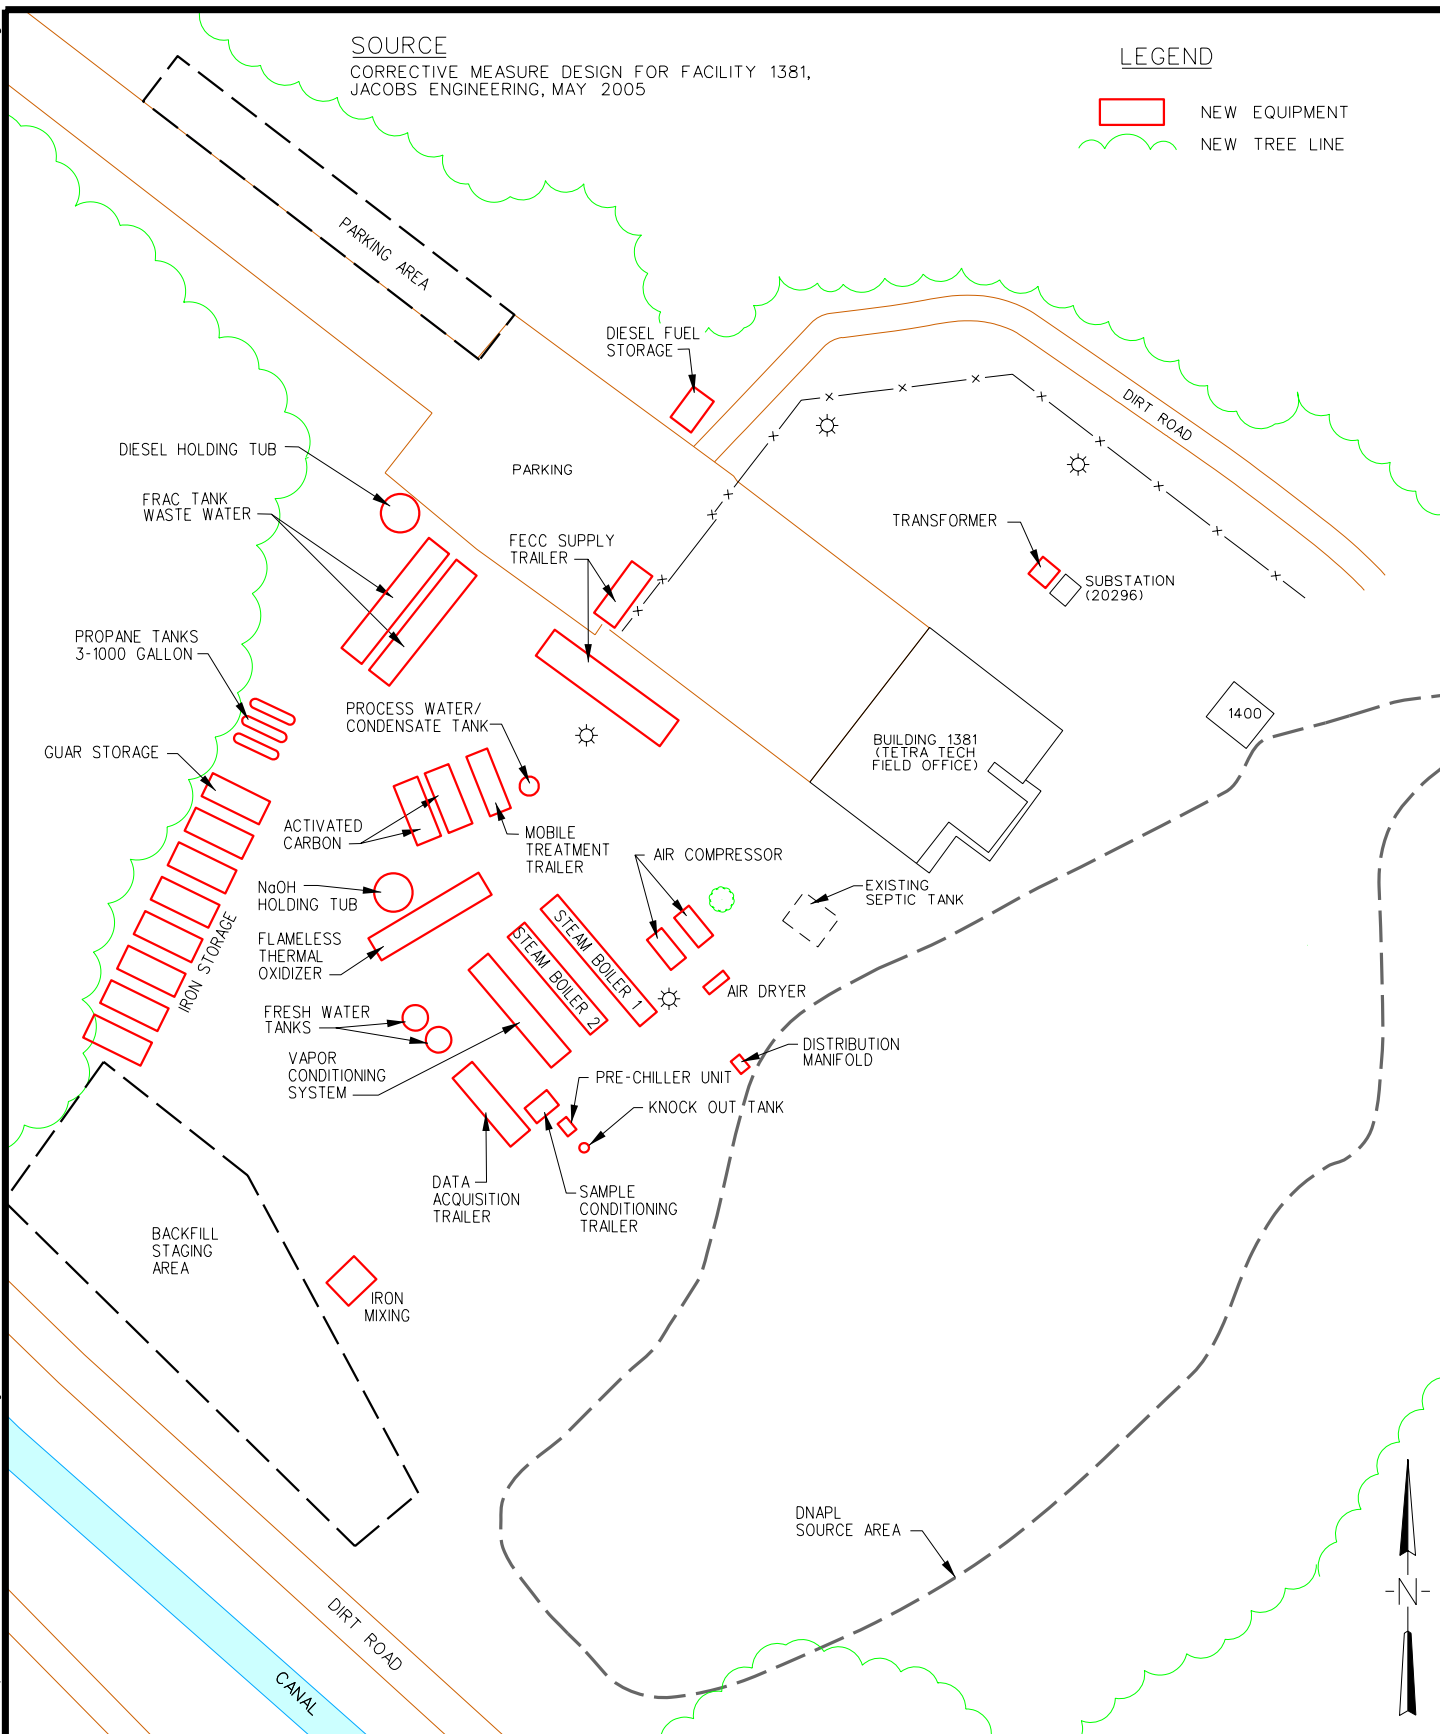 SOURCE
CORRECTIVE MEASURE DESIGN FOR FACILITY 1381,
JACOBS ENGINEERING, MAY 2005
LEGEND
NEW EQUIPMENT
NEW TREE LINE
PARKING AREA
DIESEL FUEL
STORAGE
DIRT ROAD
DIESEL HOLDING TUB
PARKING
FRAC TANK
WASTE WATER
FECC SUPPLY
TRAILER
TRANSFORMER
SUBSTATION
(20296)
PROPANE TANKS
3-1000 GALLON
PROCESS WATER/
CONDENSATE TANK
1400
BUILDING 1381
(TETRA TECH
FIELD OFFICE)
GUAR STORAGE
ACTIVATED
CARBON
MOBILE
TREATMENT
TRAILER
AIR COMPRESSOR
EXISTING
SEPTIC TANK
NaOH
HOLDING TUB
FLAMELESS
THERMAL
OXIDIZER
IRON STORAGE
STEAM BOILER 1
STEAM BOILER 2
AIR DRYER
FRESH WATER
TANKS
DISTRIBUTION
MANIFOLD
VAPOR
CONDITIONING
SYSTEM
PRE-CHILLER UNIT
KNOCK OUT TANK
DATA
ACQUISITION
TRAILER
SAMPLE
CONDITIONING
TRAILER
BACKFILL
STAGING
AREA
IRON
MIXING
DNAPL
SOURCE AREA
N
DIRT ROAD
CANAL